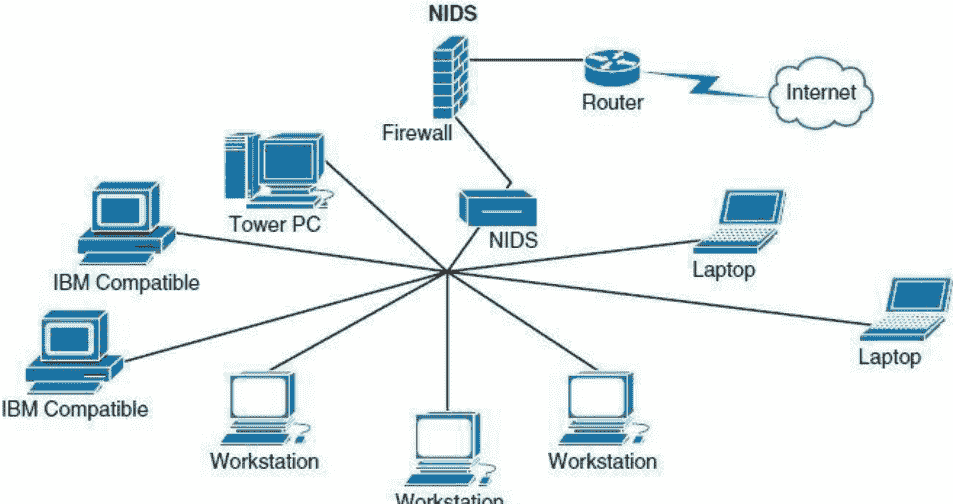 NIDS
Internet
Router
Firewall
Tower PC
NIDS
Laptop
IBM Compatible
Laptop
IBM Compatible
Workstation
Workstation
Workstation